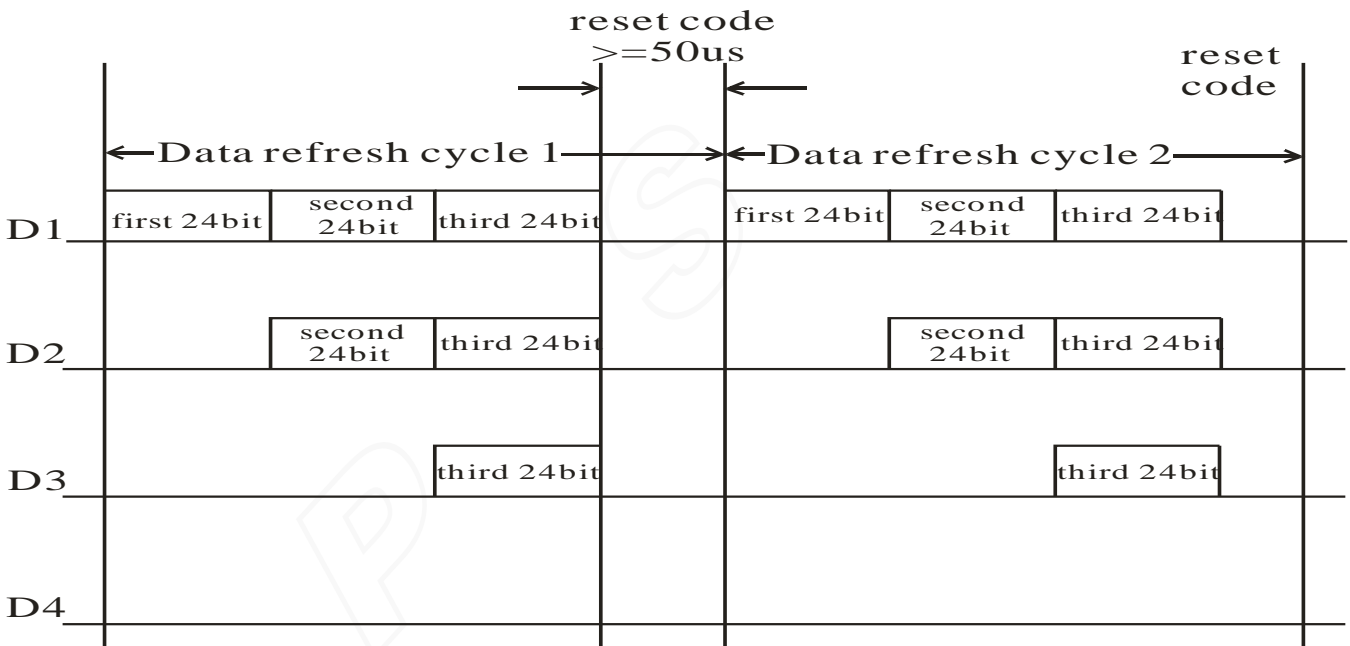 reset code
>=50us
reset
code
Data refresh cycle 1
Data refresh cycle 2
D1
first 24bit
second
24bit
third 24bit
first 24bit
second
24bit
third 24bit
D2
second
24bit
third 24bit
second
24bit
third 24bit
D3
third 24bit
third 24bit
D4
P
S